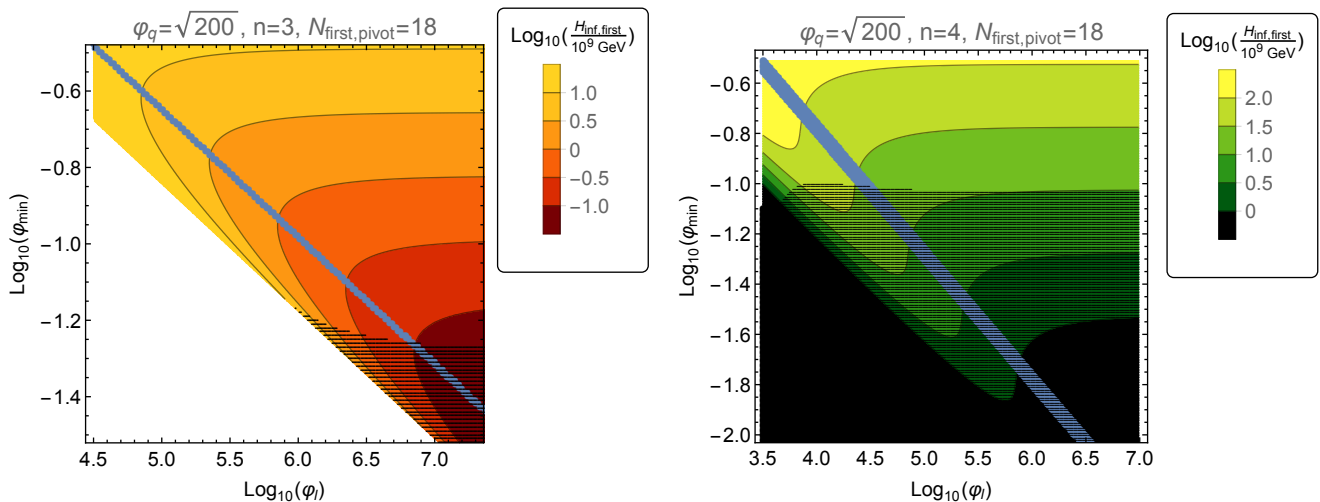 φq=√200 , n=3, Nfirst,pivot=18
Log10(φmin)
−0.6
−0.8
−1.0
−1.2
−1.4
4.5 5.0 5.5 6.0 6.5 7.0
Log10(φI)
Log10(Hinf,first/10^9 GeV)
1.0
0.5
0
−0.5
−1.0
φq=√200 , n=4, Nfirst,pivot=18
Log10(φmin)
−0.6
−0.8
−1.0
−1.2
−1.4
−1.6
−1.8
−2.0
3.5 4.0 4.5 5.0 5.5 6.0 6.5 7.0
Log10(φI)
Log10(Hinf,first/10^9 GeV)
2.0
1.5
1.0
0.5
0